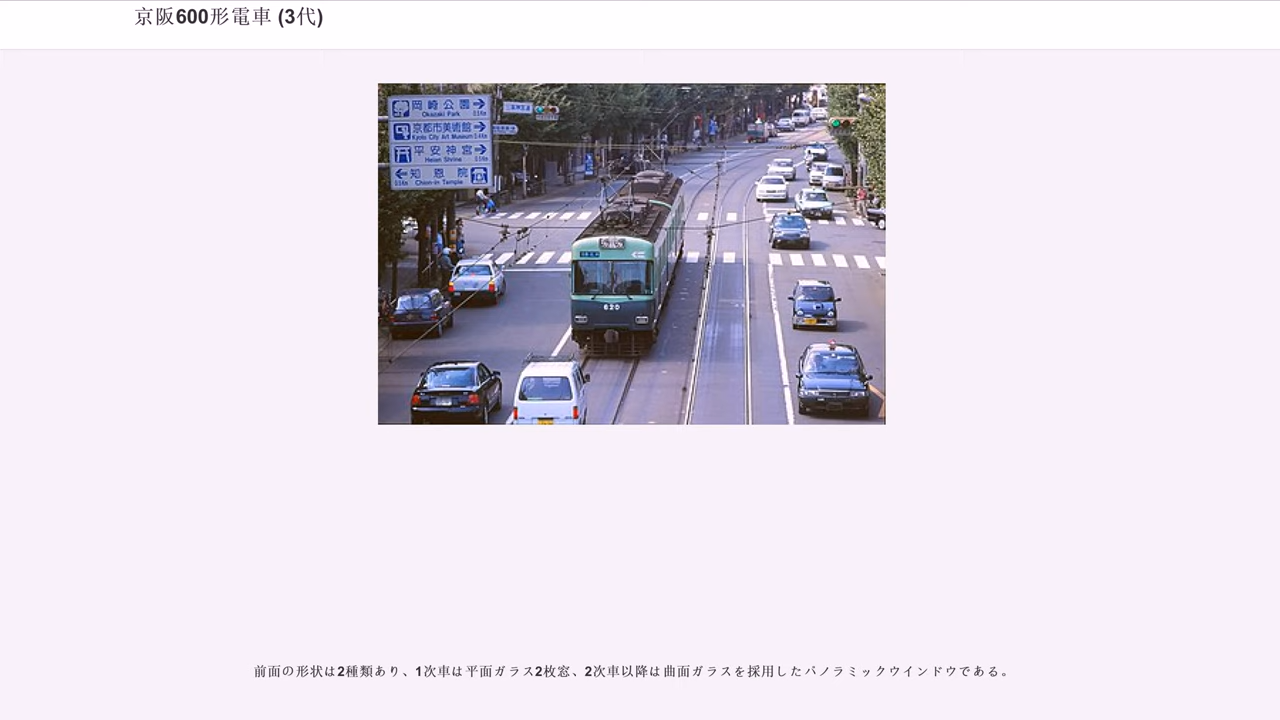 京阪600形電車 (3代)
岡崎公園
Okazaki Park
京都市美術館
Kyoto City Art Museum
平安神宮
Heian Shrine
知恩院
Chion-in Temple
620
前面の形状は2種類あり、1次車は平面ガラス2枚窓、2次車以降は曲面ガラスを採用したパノラミックウインドウである。